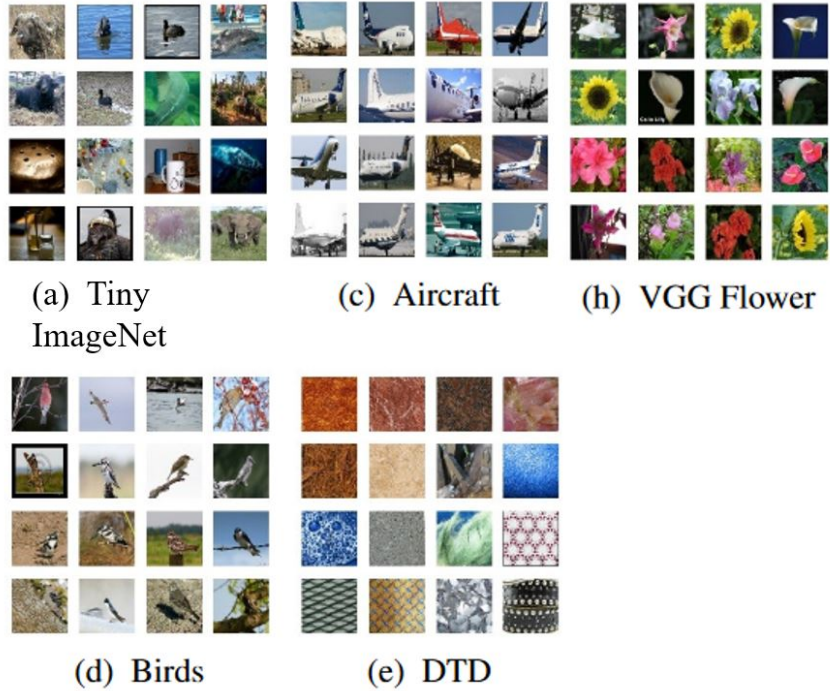 (a) Tiny
ImageNet
(c) Aircraft
(h) VGG Flower
(d) Birds
(e) DTD